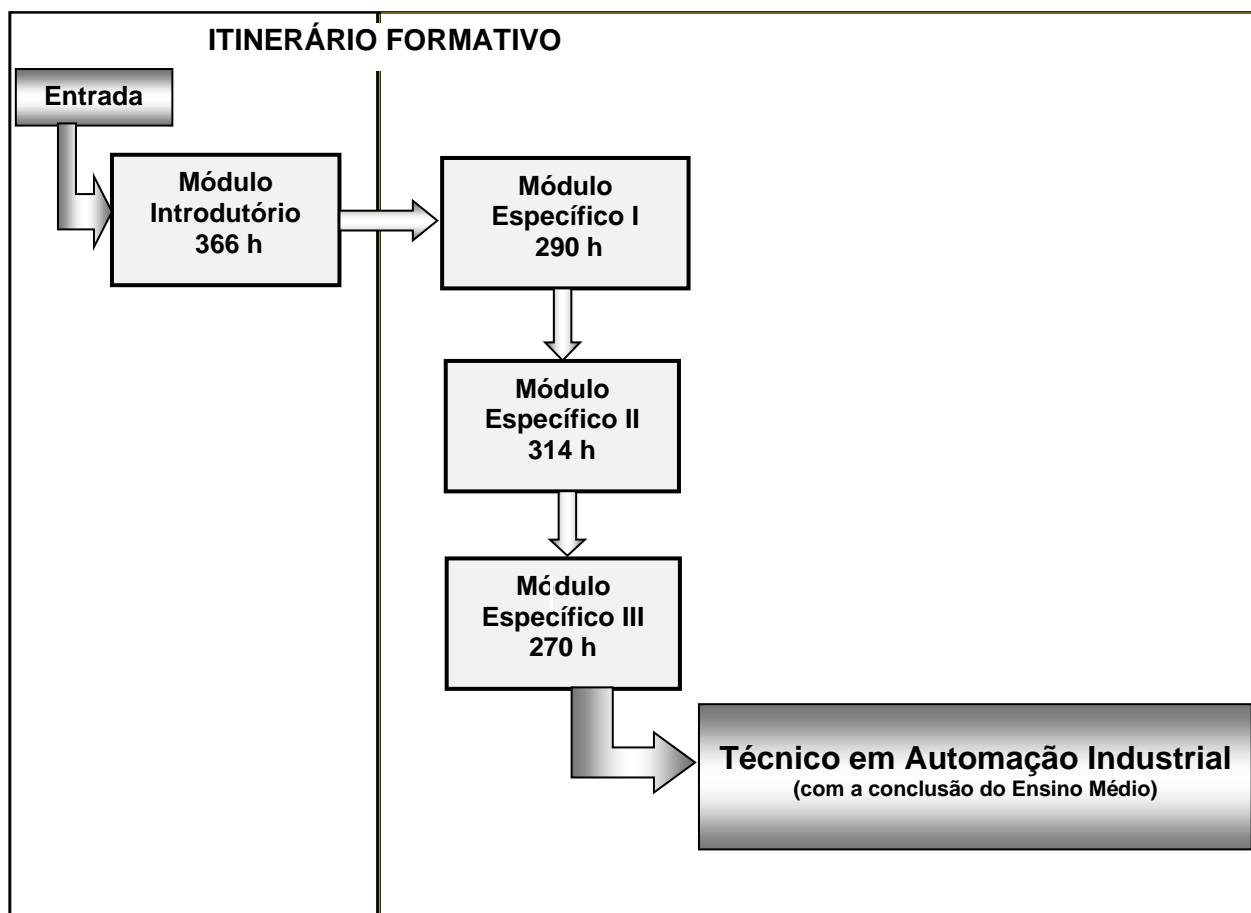 ITINERÁRIO FORMATIVO
Entrada
Módulo
Introdutório
366 h
Módulo
Específico I
290 h
Módulo
Específico II
314 h
Módulo
Específico III
270 h
Técnico em Automação Industrial
(com a conclusão do Ensino Médio)